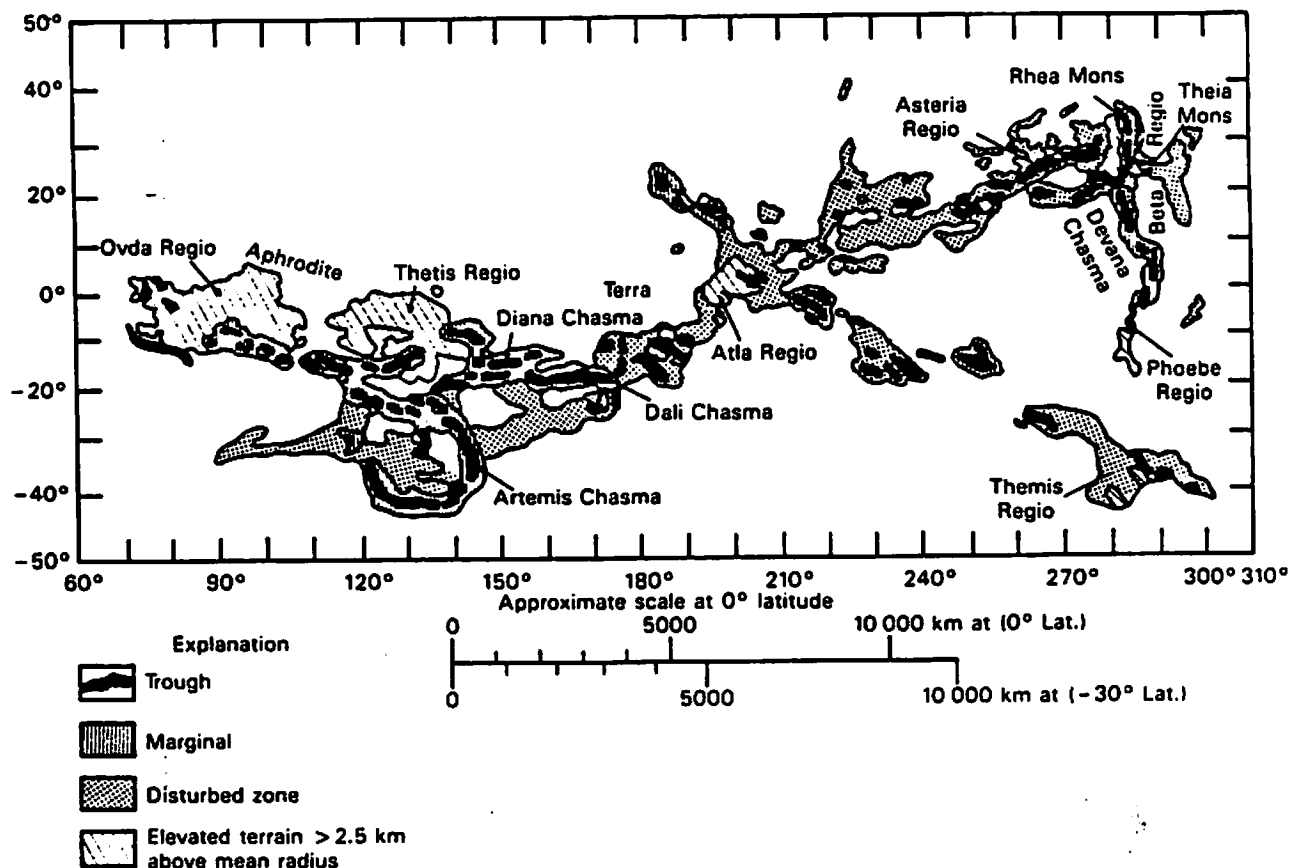 50°
40°
20°
0°
-20°
-40°
-50°
60°
90°
120°
150°
180°
210°
240°
270°
300°
310°
Rhea Mons
Theia
Mons
Asteria
Regio
Beta Regio
Devana
Chasma
Ovda Regio
Aphrodite
Thetis Regio
Terra
Diana Chasma
Atla Regio
Phoebe
Regio
Dali Chasma
Artemis Chasma
Themis
Regio
Approximate scale at 0° latitude
0 5000 10 000 km at (0° Lat.)
0 5000 10 000 km at (-30° Lat.)
Explanation
Trough
Marginal
Disturbed zone
Elevated terrain > 2.5 km
above mean radius